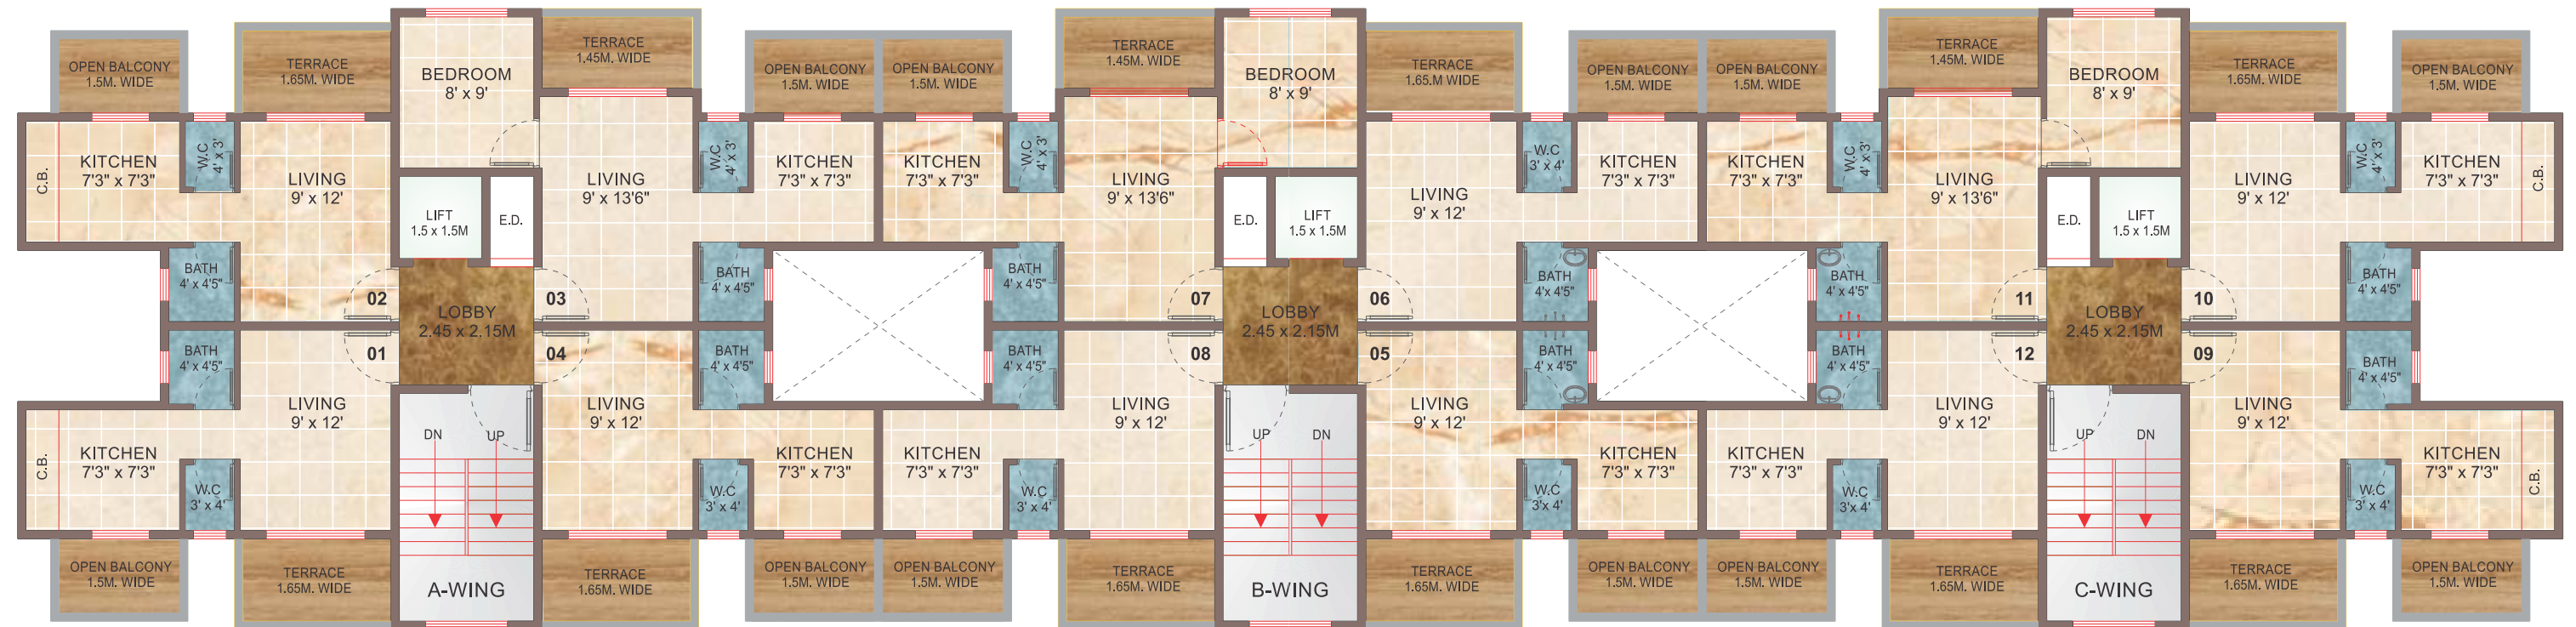 OPEN BALCONY
1.5M. WIDE
TERRACE
1.65M. WIDE
BEDROOM
8' x 9'
TERRACE
1.45M. WIDE
OPEN BALCONY
1.5M. WIDE
OPEN BALCONY
1.5M. WIDE
TERRACE
1.45M. WIDE
BEDROOM
8' x 9'
TERRACE
1.65.M WIDE
OPEN BALCONY
1.5M. WIDE
OPEN BALCONY
1.5M. WIDE
TERRACE
1.45M. WIDE
BEDROOM
8' x 9'
TERRACE
1.65M. WIDE
OPEN BALCONY
1.5M. WIDE
C.B.
KITCHEN
7'3" x 7'3"
W.C
4' x 3'
LIVING
9' x 12'
LIFT
1.5 x 1.5M
E.D.
LIVING
9' x 13'6"
W.C
4' x 3'
KITCHEN
7'3" x 7'3"
KITCHEN
7'3" x 7'3"
W.C
4' x 3'
LIVING
9' x 13'6"
E.D.
LIFT
1.5 x 1.5M
LIVING
9' x 12'
W.C
3' x 4'
KITCHEN
7'3" x 7'3"
KITCHEN
7'3" x 7'3"
W.C
4' x 3'
LIVING
9' x 13'6"
E.D.
LIFT
1.5 x 1.5M
LIVING
9' x 12'
W.C
4' x 3'
KITCHEN
7'3" x 7'3"
C.B.
BATH
4' x 4'5"
02
LOBBY
2.45 x 2.15M
03
BATH
4' x 4'5"
BATH
4' x 4'5"
07
LOBBY
2.45 x 2.15M
06
BATH
4'x 4'5"
BATH
4' x 4'5"
11
LOBBY
2.45 x 2.15M
10
BATH
4' x 4'5"
BATH
4' x 4'5"
01
04
BATH
4' x 4'5"
BATH
4' x 4'5"
08
05
BATH
4' x 4'5"
BATH
4' x 4'5"
12
09
BATH
4' x 4'5"
C.B.
KITCHEN
7'3" x 7'3"
W.C
3' x 4'
LIVING
9' x 12'
DN
UP
LIVING
9' x 12'
W.C
3' x 4'
KITCHEN
7'3" x 7'3"
KITCHEN
7'3" x 7'3"
W.C
3' x 4'
LIVING
9' x 12'
UP
DN
LIVING
9' x 12'
W.C
3'x 4'
KITCHEN
7'3" x 7'3"
KITCHEN
7'3" x 7'3"
W.C
3'x 4'
LIVING
9' x 12'
UP
DN
LIVING
9' x 12'
W.C
3'x 4'
KITCHEN
7'3" x 7'3"
C.B.
OPEN BALCONY
1.5M. WIDE
TERRACE
1.65M. WIDE
A-WING
TERRACE
1.65M. WIDE
OPEN BALCONY
1.5M. WIDE
OPEN BALCONY
1.5M. WIDE
TERRACE
1.65M. WIDE
B-WING
TERRACE
1.65M. WIDE
OPEN BALCONY
1.5M. WIDE
OPEN BALCONY
1.5M. WIDE
TERRACE
1.65M. WIDE
C-WING
TERRACE
1.65M. WIDE
OPEN BALCONY
1.5M. WIDE